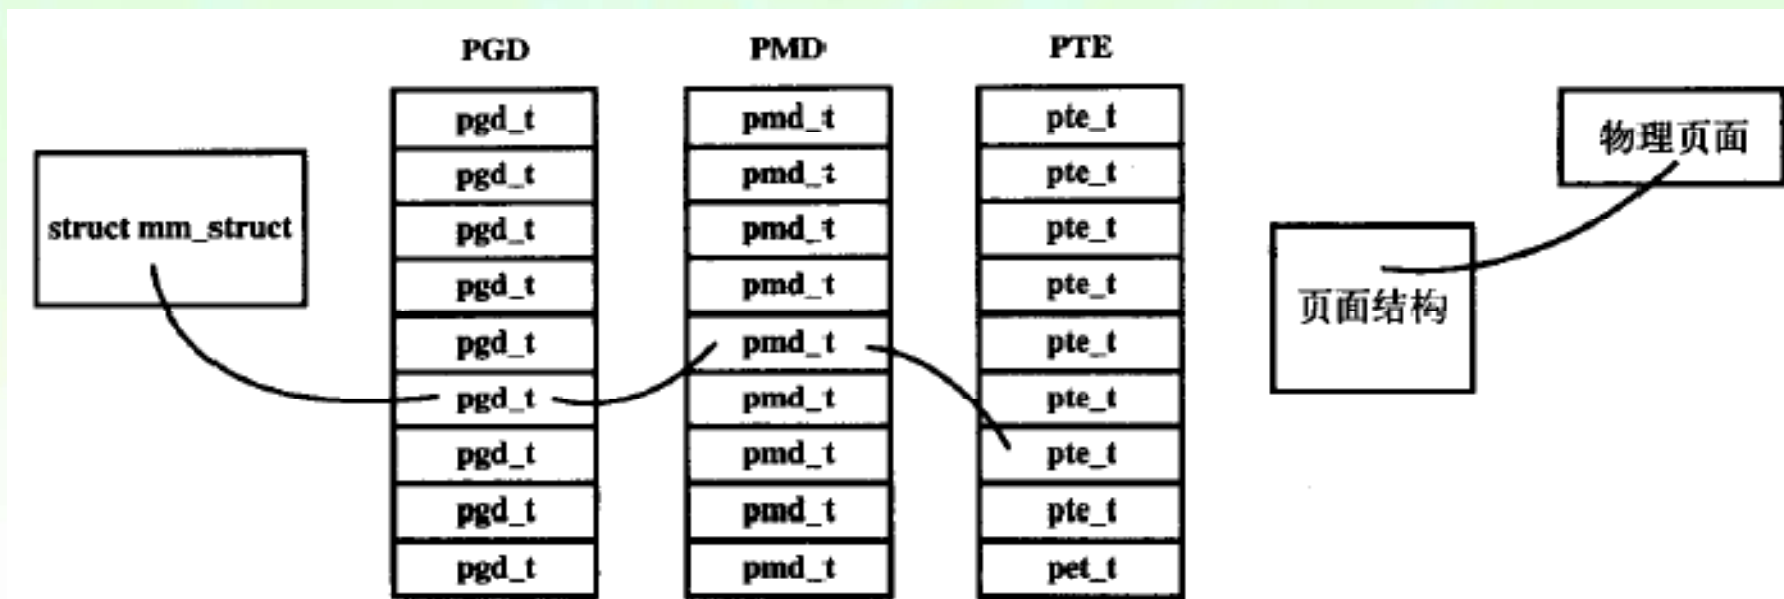 PGD
PMD
PTE
struct mm_struct
pgd_t
pgd_t
pgd_t
pgd_t
pgd_t
pgd_t
pgd_t
pgd_t
pgd_t
pmd_t
pmd_t
pmd_t
pmd_t
pmd_t
pmd_t
pmd_t
pmd_t
pmd_t
pte_t
pte_t
pte_t
pte_t
pte_t
pte_t
pte_t
pte_t
pet_t
页面结构
物理页面